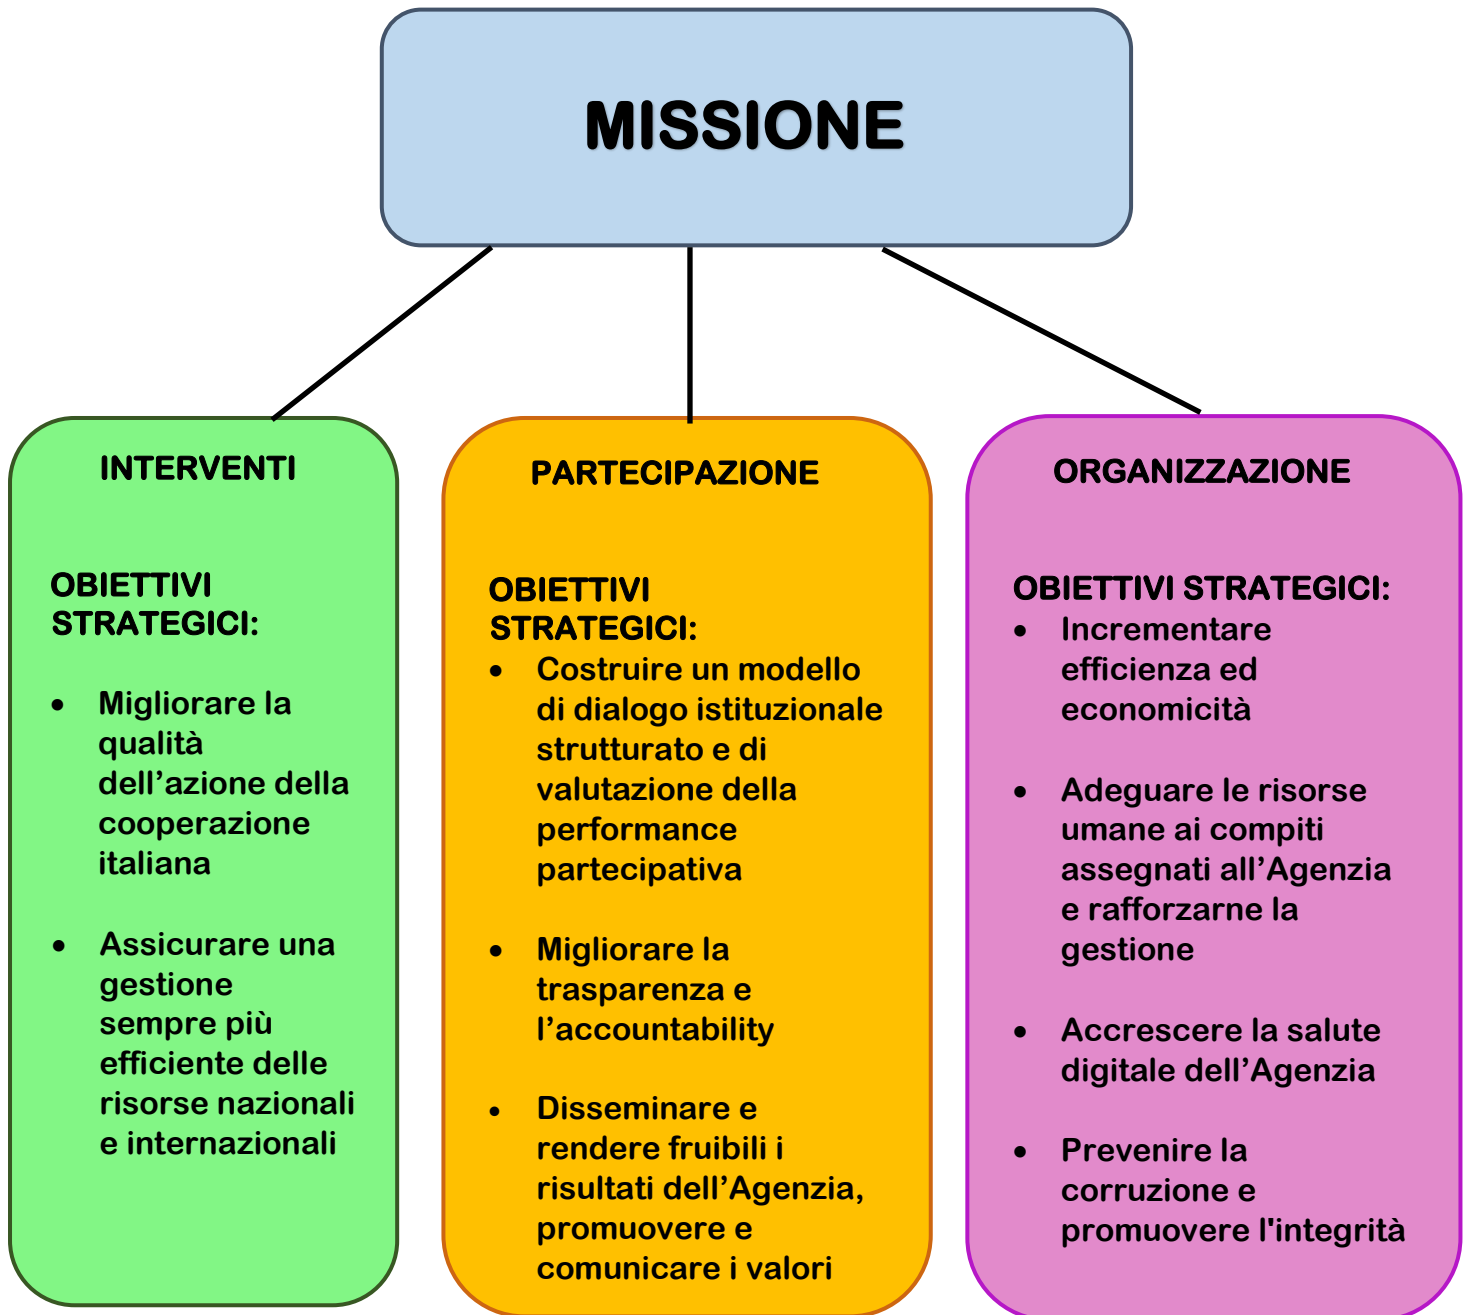 MISSIONE
INTERVENTI
OBIETTIVI
STRATEGICI:
• Migliorare la
qualità
dell’azione della
cooperazione
italiana
• Assicurare una
gestione
sempre più
efficiente delle
risorse nazionali
e internazionali
PARTECIPAZIONE
OBIETTIVI
STRATEGICI:
• Costruire un modello
di dialogo istituzionale
strutturato e di
valutazione della
performance
partecipativa
• Migliorare la
trasparenza e
l’accountability
• Disseminare e
rendere fruibili i
risultati dell’Agenzia,
promuovere e
comunicare i valori
ORGANIZZAZIONE
OBIETTIVI STRATEGICI:
• Incrementare
efficienza ed
economicità
• Adeguare le risorse
umane ai compiti
assegnati all’Agenzia
e rafforzarne la
gestione
• Accrescere la salute
digitale dell’Agenzia
• Prevenire la
corruzione e
promuovere l'integrità